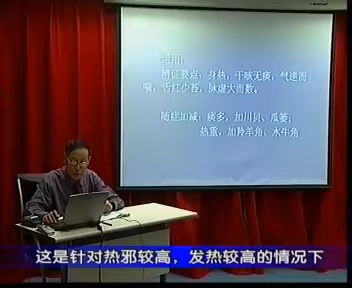 运用:
辨证要点:身热,干咳无痰,气逆而
喘,舌红少苔,脉虚大而数。
随症加减:痰多,加川贝、瓜蒌;
热重,加羚羊角、水牛角
这是针对热邪较高,发热较高的情况下